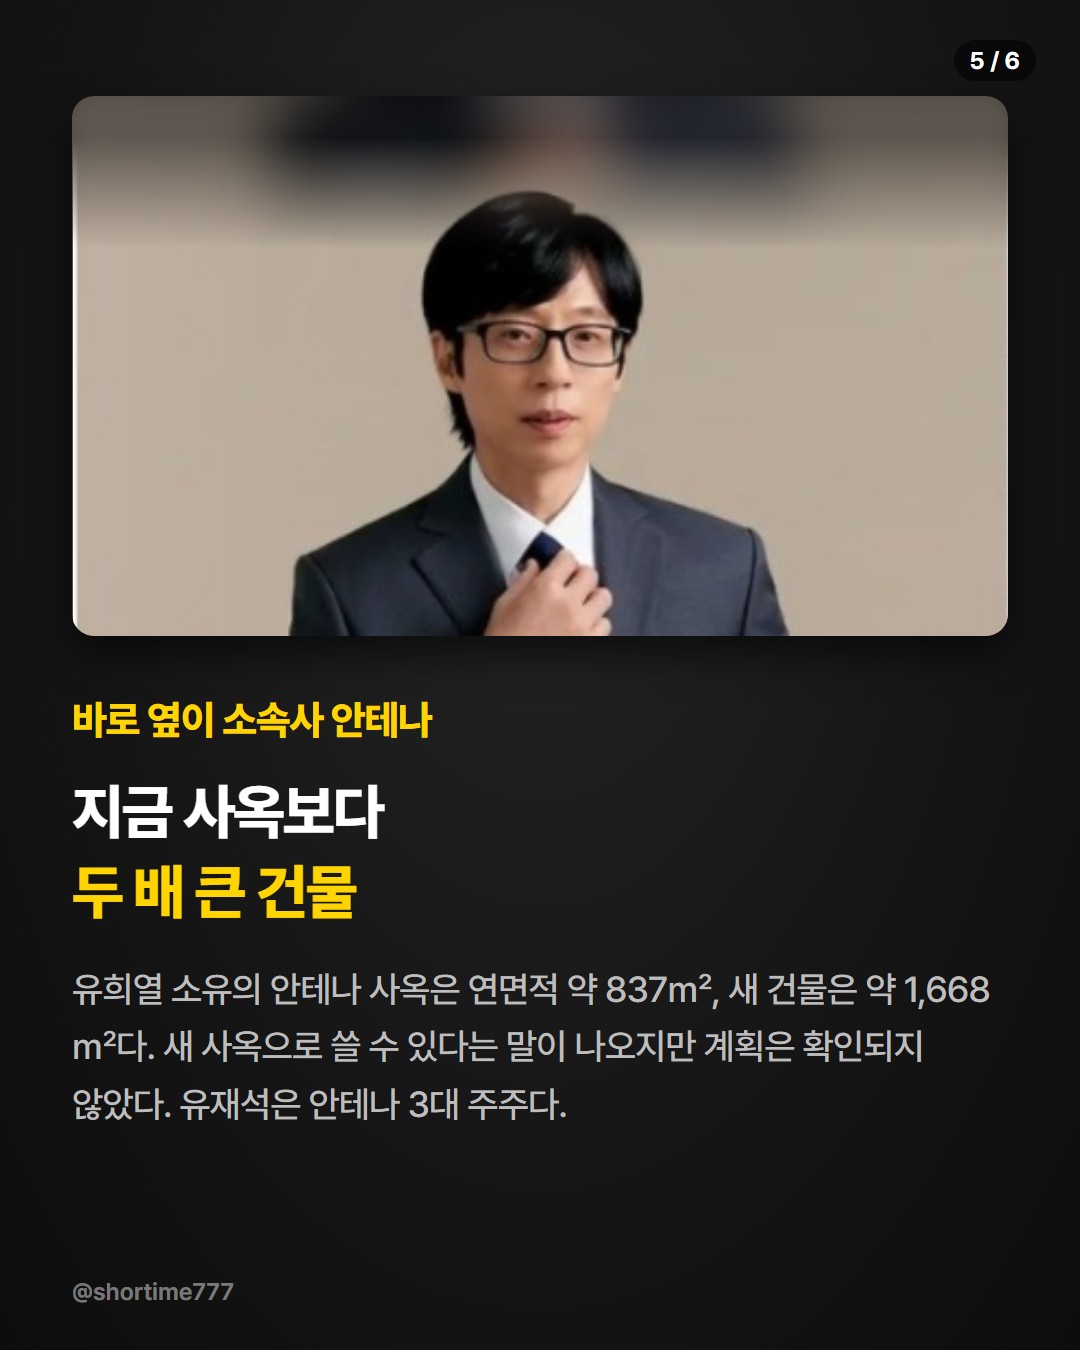 5 / 6
바로 옆이 소속사 안테나
지금 사옥보다
두 배 큰 건물
유희열 소유의 안테나 사옥은 연면적 약 837m², 새 건물은 약 1,668
m²다. 새 사옥으로 쓸 수 있다는 말이 나오지만 계획은 확인되지
않았다. 유재석은 안테나 3대 주주다.
@shortime777